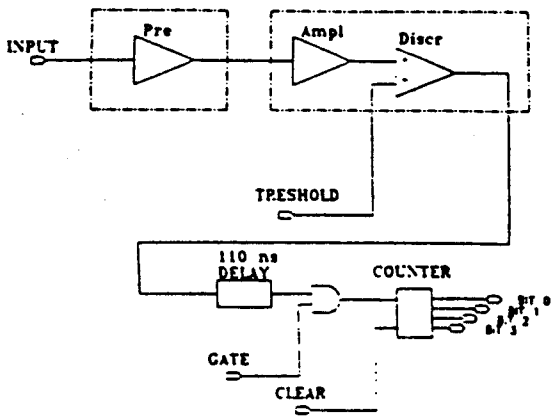 Pre
Ampl
Discr
INPUT
TRESHOLD
110 ns
DELAY
COUNTER
BIT 0
BIT 1
BIT 2
BIT 3
GATE
CLEAR